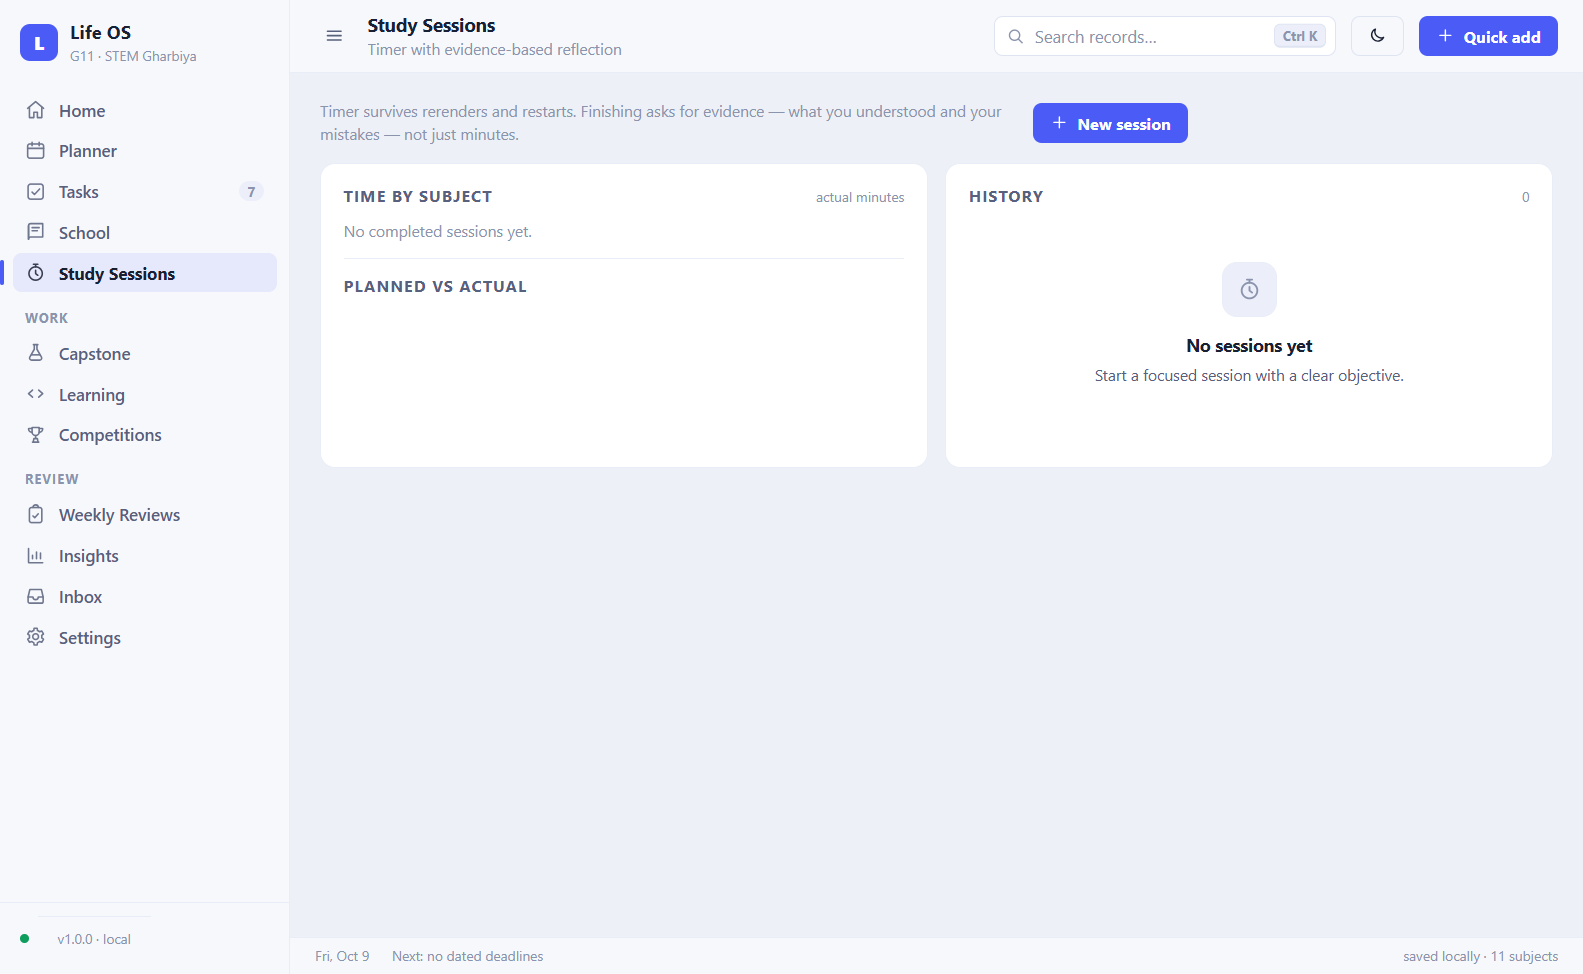 L
Life OS
G11 · STEM Gharbiya
Home
Planner
Tasks 7
School
Study Sessions
WORK
Capstone
Learning
Competitions
REVIEW
Weekly Reviews
Insights
Inbox
Settings
v1.0.0 · local
Study Sessions
Timer with evidence-based reflection
Search records... Ctrl K
Quick add
Timer survives rerenders and restarts. Finishing asks for evidence — what you understood and your
mistakes — not just minutes.
New session
TIME BY SUBJECT actual minutes
No completed sessions yet.
PLANNED VS ACTUAL
HISTORY 0
No sessions yet
Start a focused session with a clear objective.
Fri, Oct 9 Next: no dated deadlines
saved locally · 11 subjects